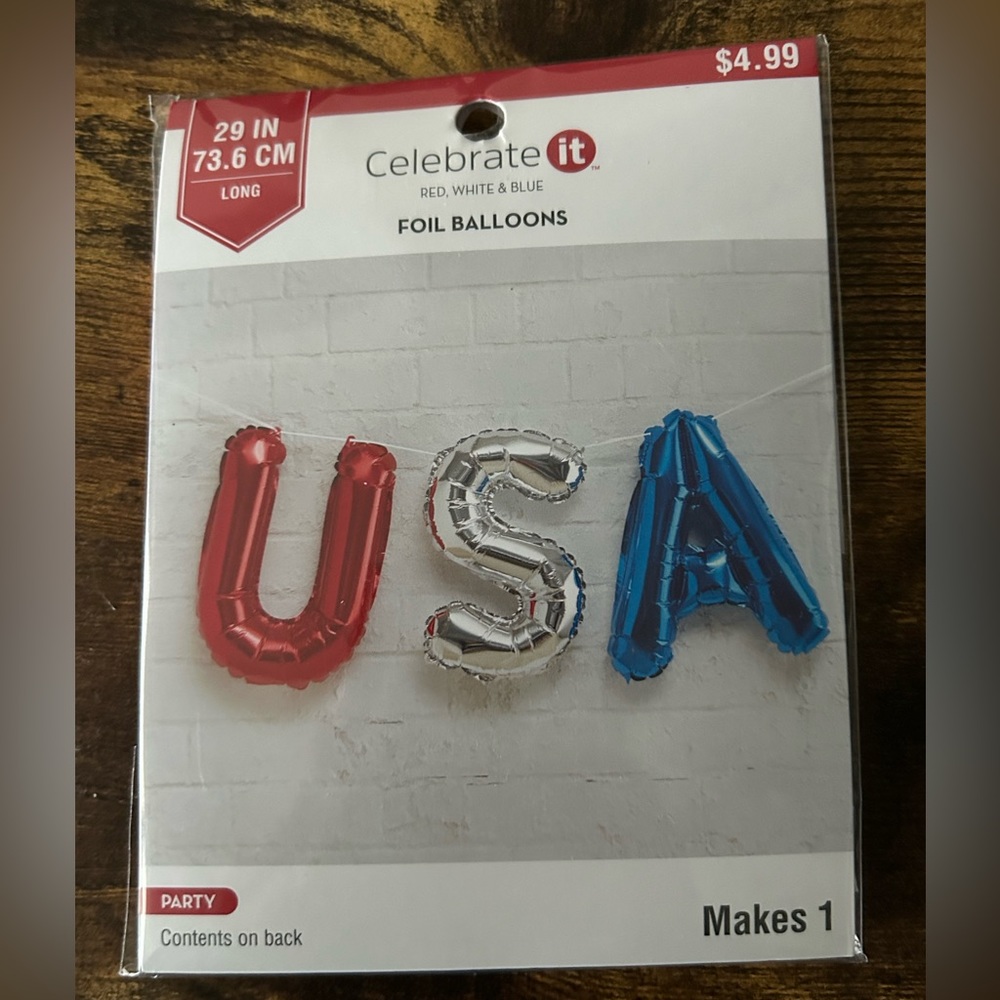 $4.99
29 IN
73.6 CM
LONG
Celebrate it™
RED, WHITE & BLUE
FOIL BALLOONS
USA
PARTY
Contents on back
Makes 1